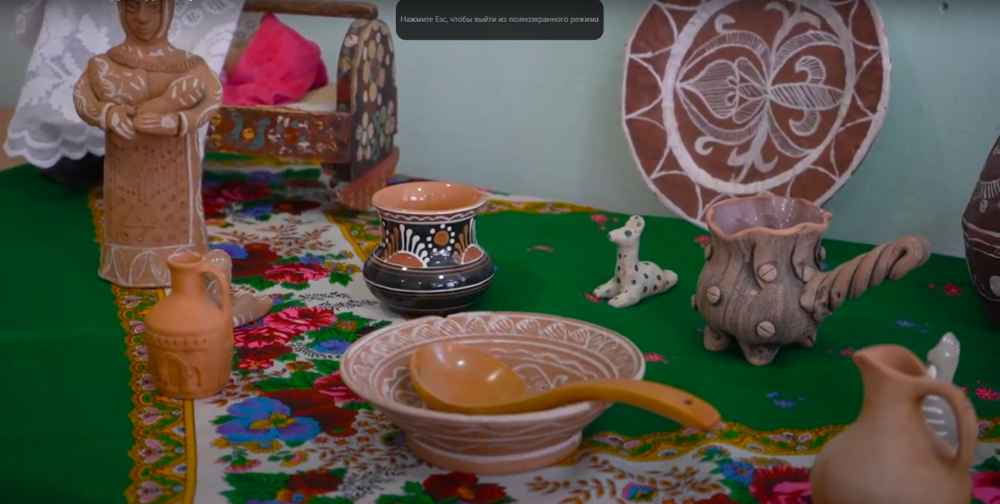 Нажмите Esc, чтобы выйти из полноэкранного режима